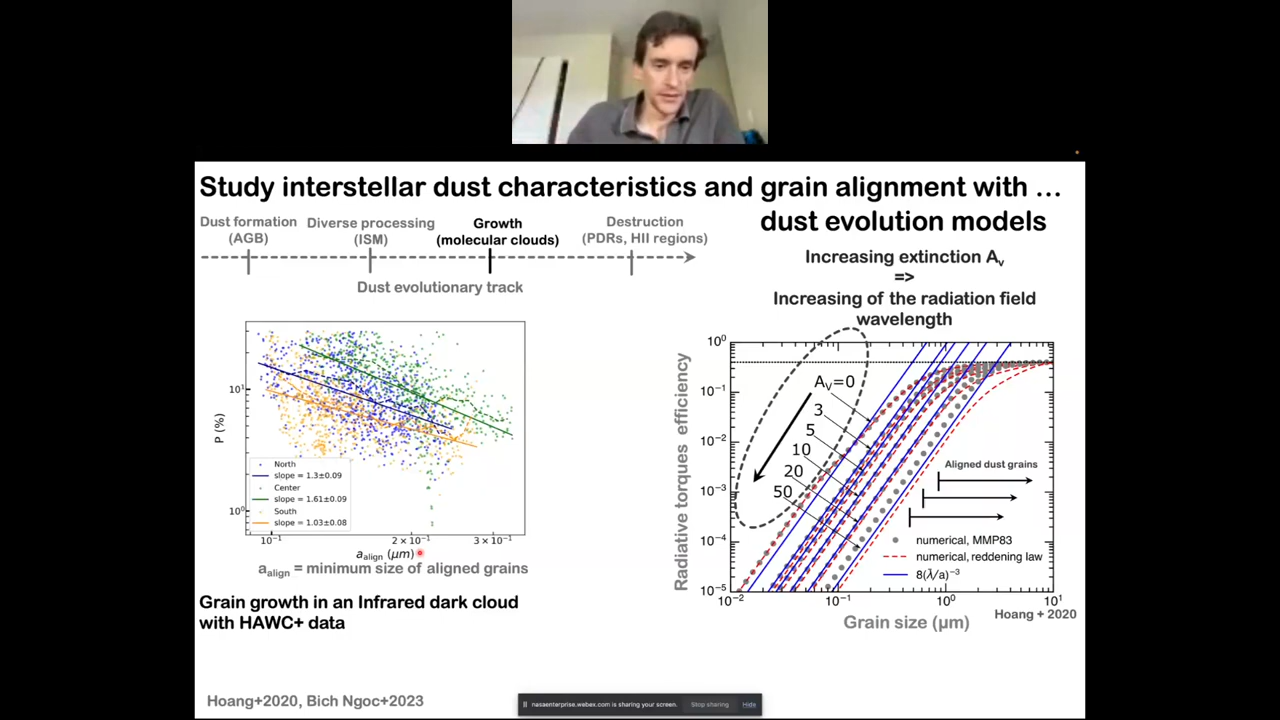 Study interstellar dust characteristics and grain alignment with …
dust evolution models
Dust formation
(AGB)
Diverse processing
(ISM)
Growth
(molecular clouds)
Destruction
(PDRs, HII regions)
Dust evolutionary track
Increasing extinction Av
=>
Increasing of the radiation field
wavelength
P (%)
10¹
10⁰
North
slope = 1.3±0.09
Center
slope = 1.61±0.09
South
slope = 1.03±0.08
10⁻¹
2 × 10⁻¹
3 × 10⁻¹
a_align (μm)
a_align = minimum size of aligned grains
Grain growth in an Infrared dark cloud
with HAWC+ data
Radiative torques efficiency
10⁰
10⁻¹
10⁻²
10⁻³
10⁻⁴
10⁻⁵
A_V=0
3
5
10
20
50
Aligned dust grains
numerical, MMP83
numerical, reddening law
8(λ̄/a)⁻³
10⁻²
10⁻¹
10⁰
10¹
Grain size (μm)
Hoang + 2020
Hoang+2020, Bich Ngoc+2023
nasaenterprise.webex.com is sharing your screen.
Stop sharing
Hide